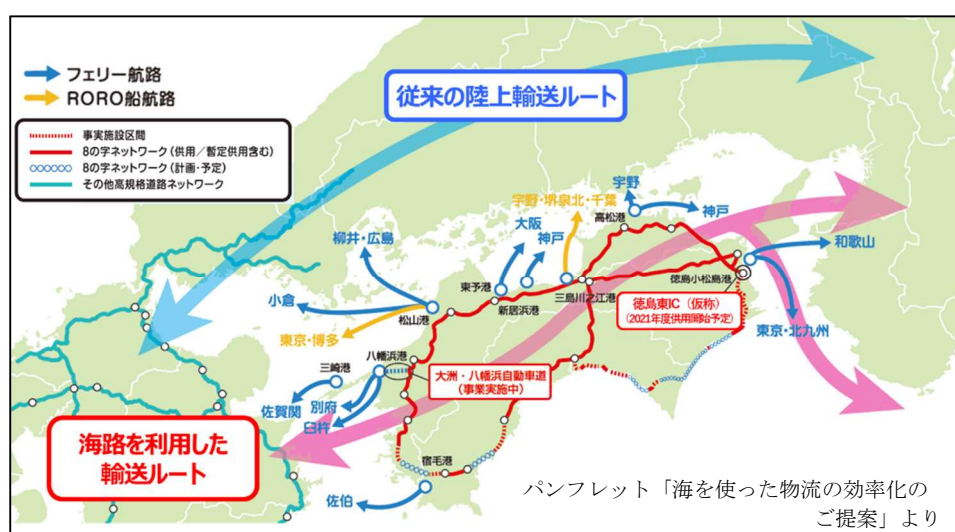 フェリー航路
RORO船航路
事実施設区間
8の字ネットワーク(供用/暫定供用含む)
8の字ネットワーク(計画・予定)
その他高規格道路ネットワーク
従来の陸上輸送ルート
宇野
宇野・堺泉北・千葉
神戸
高松港
大阪
神戸
柳井・広島
和歌山
東予港
徳島小松島港
新居浜港
三島川之江港
小倉
松山港
徳島東IC(仮称)
(2021年度供用開始予定)
東京・博多
東京・北九州
八幡浜港
三崎港
大洲・八幡浜自動車道
(事業実施中)
佐賀関
別府
臼杵
海路を利用した
輸送ルート
宿毛港
佐伯
パンフレット「海を使った物流の効率化の
ご提案」より